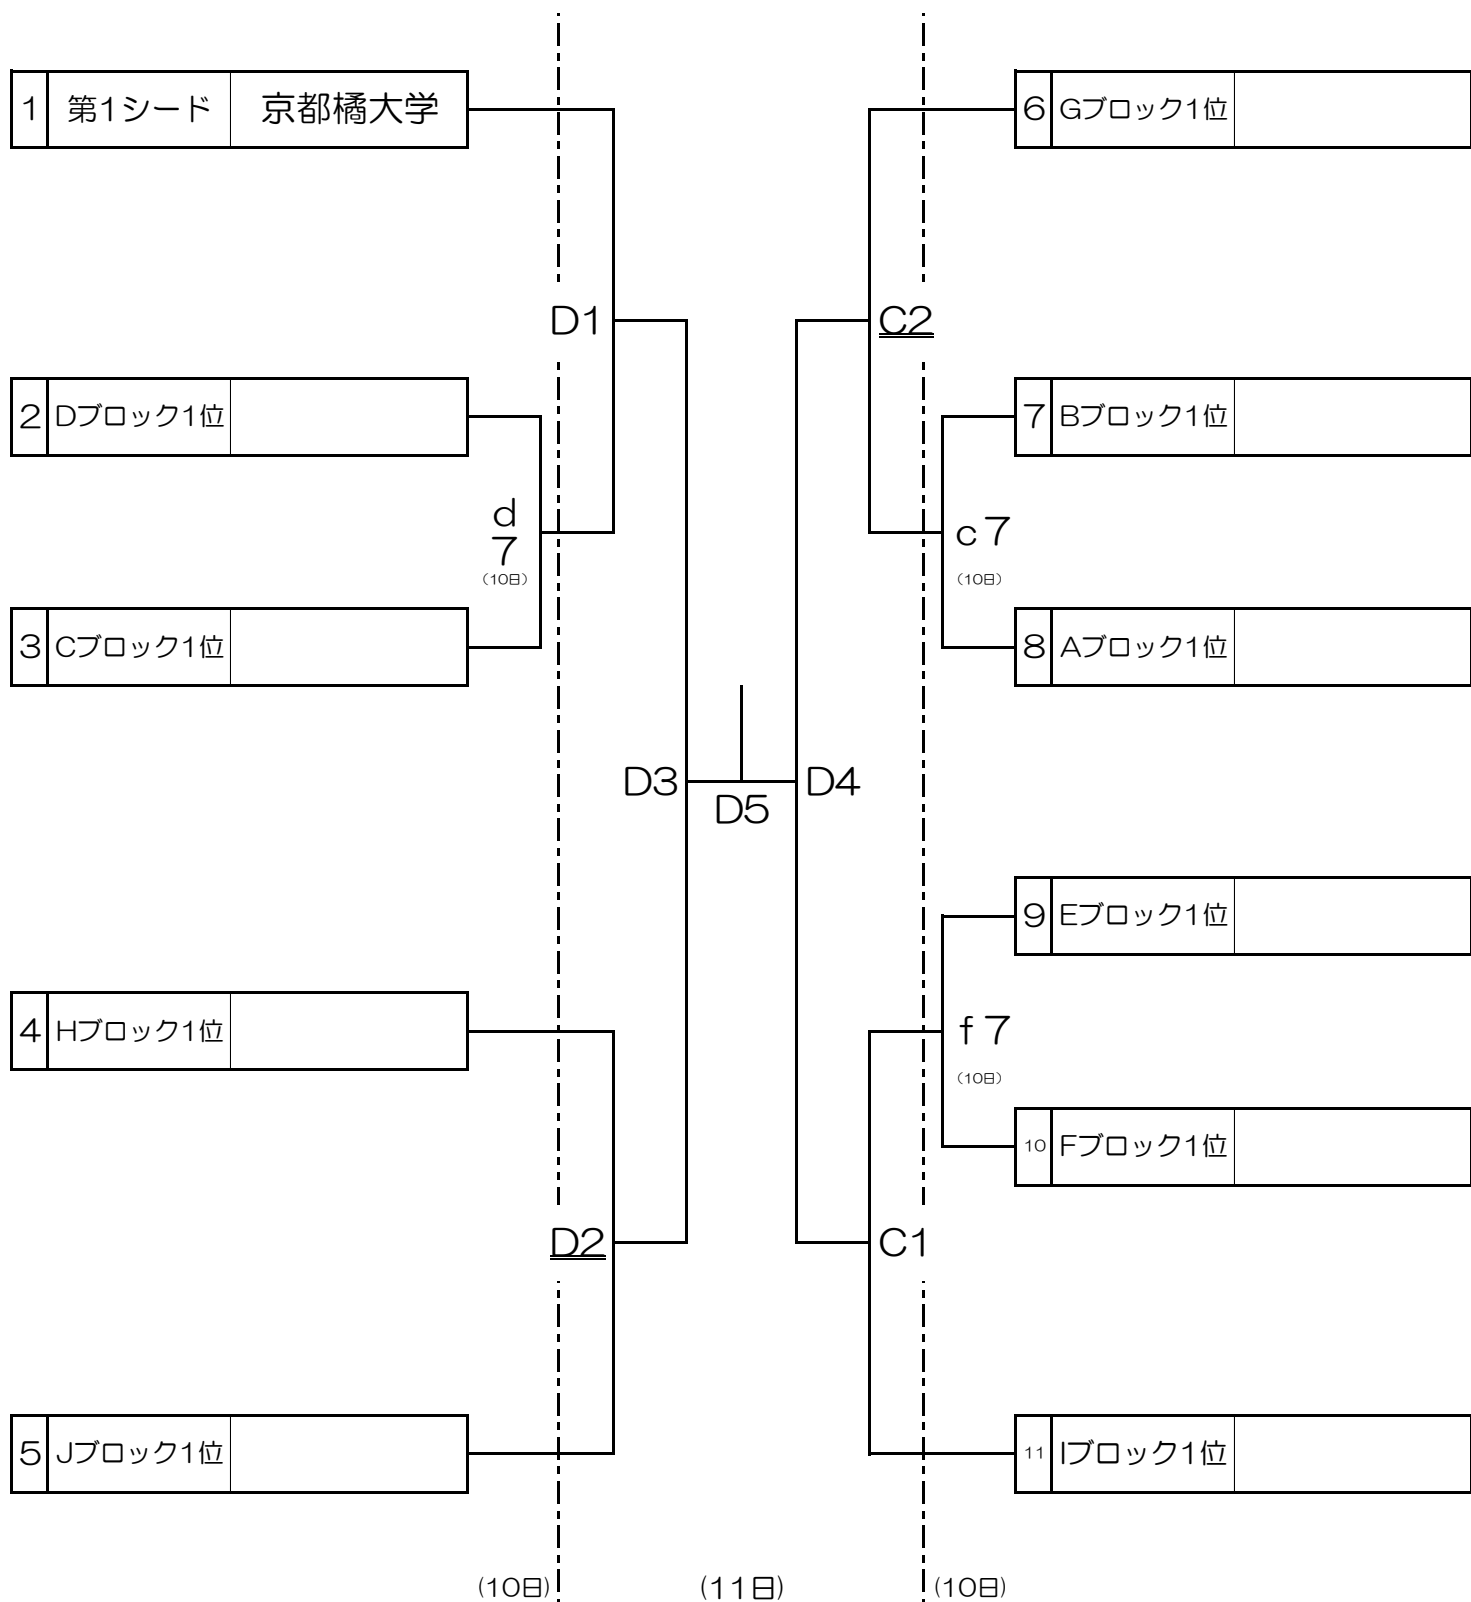 1 第1シード 京都橘大学
6 Gブロック1位
D1
C2
2 Dブロック1位
7 Bブロック1位
d
7
(10日)
c7
(10日)
3 Cブロック1位
8 Aブロック1位
D3
D4
D5
9 Eブロック1位
4 Hブロック1位
f7
(10日)
10 Fブロック1位
D2
C1
5 Jブロック1位
11 Iブロック1位
(10日) (11日) (10日)